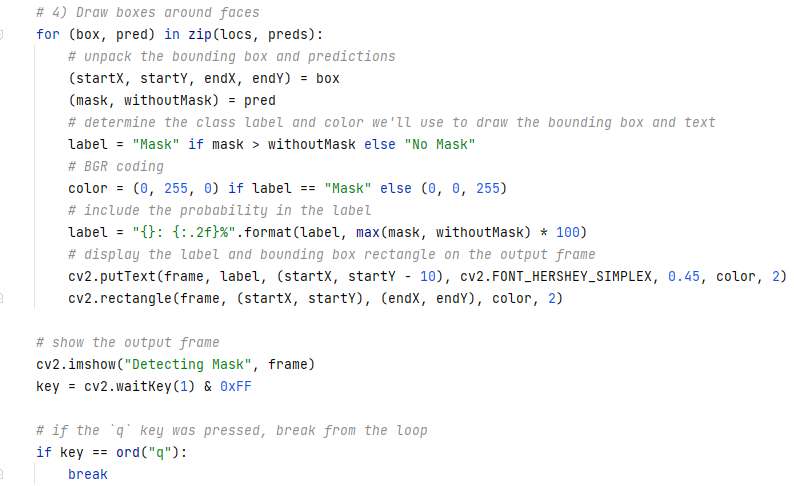 # 4) Draw boxes around faces
for (box, pred) in zip(locs, preds):
# unpack the bounding box and predictions
(startX, startY, endX, endY) = box
(mask, withoutMask) = pred
# determine the class label and color we'll use to draw the bounding box and text
label = "Mask" if mask > withoutMask else "No Mask"
# BGR coding
color = (0, 255, 0) if label == "Mask" else (0, 0, 255)
# include the probability in the label
label = "{}: {:.2f}%".format(label, max(mask, withoutMask) * 100)
# display the label and bounding box rectangle on the output frame
cv2.putText(frame, label, (startX, startY - 10), cv2.FONT_HERSHEY_SIMPLEX, 0.45, color, 2)
cv2.rectangle(frame, (startX, startY), (endX, endY), color, 2)
# show the output frame
cv2.imshow("Detecting Mask", frame)
key = cv2.waitKey(1) & 0xFF
# if the `q` key was pressed, break from the loop
if key == ord("q"):
break